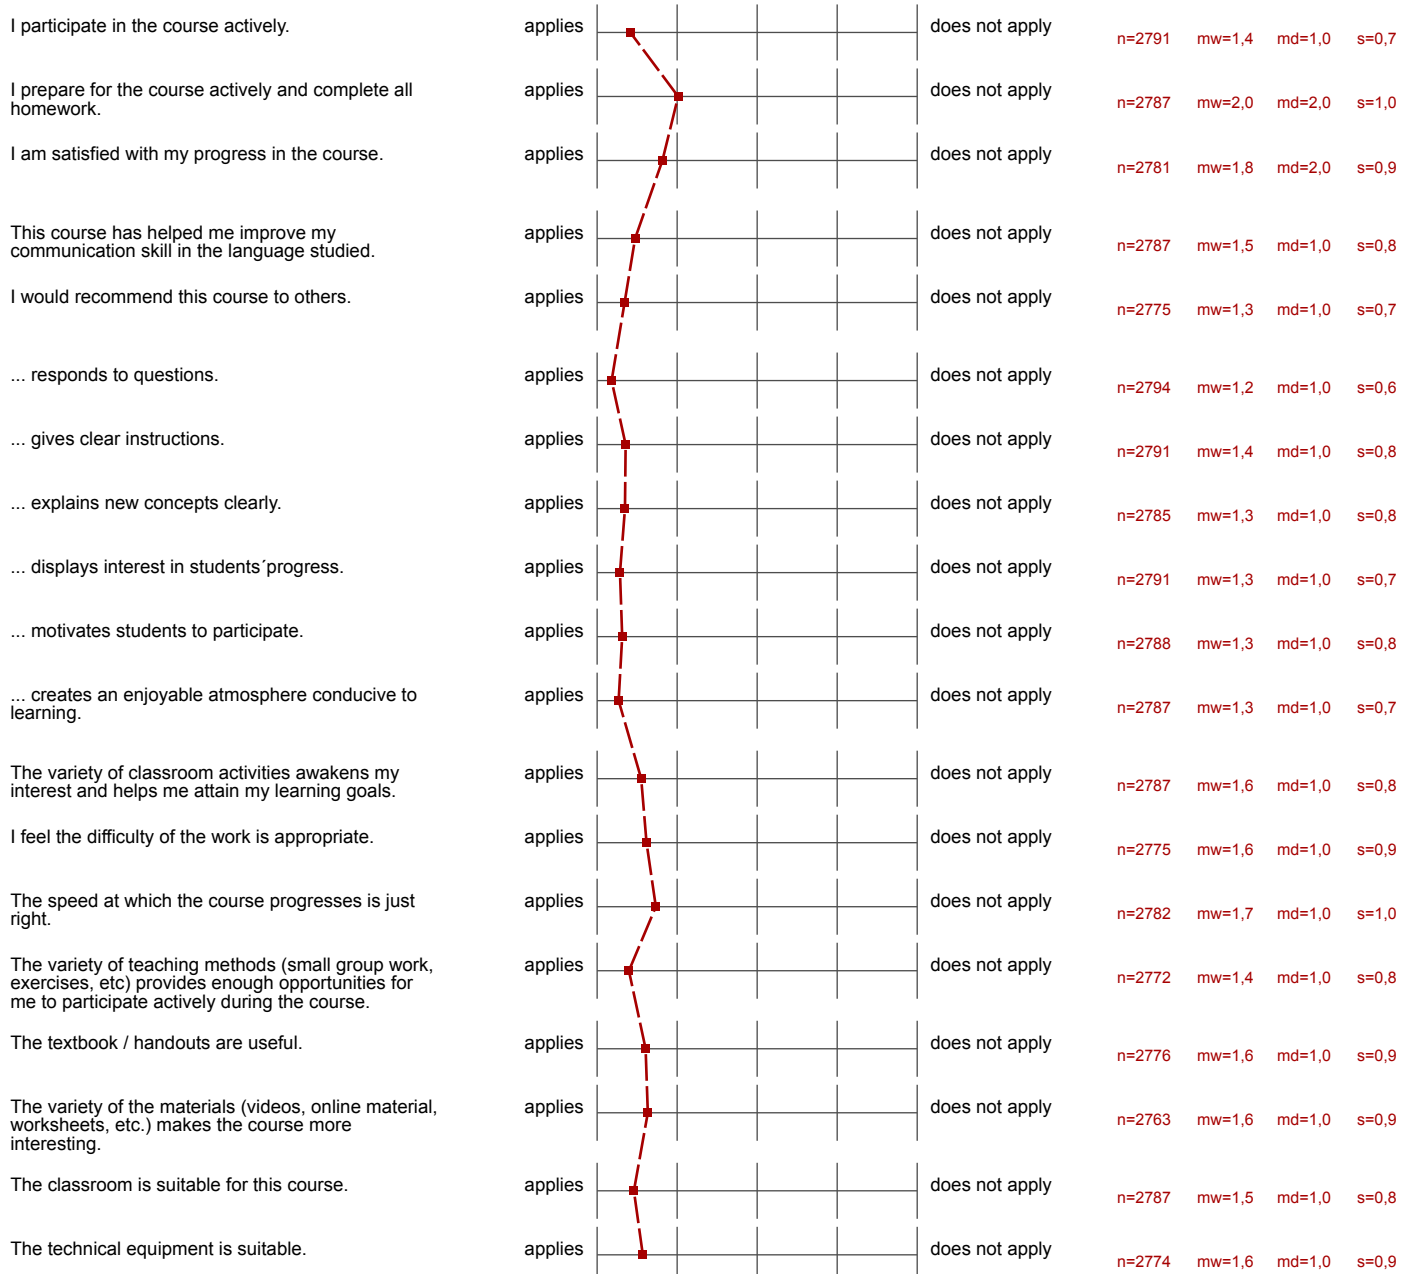 I participate in the course actively. applies does not apply n=2791 mw=1,4 md=1,0 s=0,7
I prepare for the course actively and complete all
homework. applies does not apply n=2787 mw=2,0 md=2,0 s=1,0
I am satisfied with my progress in the course. applies does not apply n=2781 mw=1,8 md=2,0 s=0,9
This course has helped me improve my
communication skill in the language studied. applies does not apply n=2787 mw=1,5 md=1,0 s=0,8
I would recommend this course to others. applies does not apply n=2775 mw=1,3 md=1,0 s=0,7
... responds to questions. applies does not apply n=2794 mw=1,2 md=1,0 s=0,6
... gives clear instructions. applies does not apply n=2791 mw=1,4 md=1,0 s=0,8
... explains new concepts clearly. applies does not apply n=2785 mw=1,3 md=1,0 s=0,8
... displays interest in students´progress. applies does not apply n=2791 mw=1,3 md=1,0 s=0,7
... motivates students to participate. applies does not apply n=2788 mw=1,3 md=1,0 s=0,8
... creates an enjoyable atmosphere conducive to
learning. applies does not apply n=2787 mw=1,3 md=1,0 s=0,7
The variety of classroom activities awakens my
interest and helps me attain my learning goals. applies does not apply n=2787 mw=1,6 md=1,0 s=0,8
I feel the difficulty of the work is appropriate. applies does not apply n=2775 mw=1,6 md=1,0 s=0,9
The speed at which the course progresses is just
right. applies does not apply n=2782 mw=1,7 md=1,0 s=1,0
The variety of teaching methods (small group work,
exercises, etc) provides enough opportunities for
me to participate actively during the course. applies does not apply n=2772 mw=1,4 md=1,0 s=0,8
The textbook / handouts are useful. applies does not apply n=2776 mw=1,6 md=1,0 s=0,9
The variety of the materials (videos, online material,
worksheets, etc.) makes the course more
interesting. applies does not apply n=2763 mw=1,6 md=1,0 s=0,9
The classroom is suitable for this course. applies does not apply n=2787 mw=1,5 md=1,0 s=0,8
The technical equipment is suitable. applies does not apply n=2774 mw=1,6 md=1,0 s=0,9